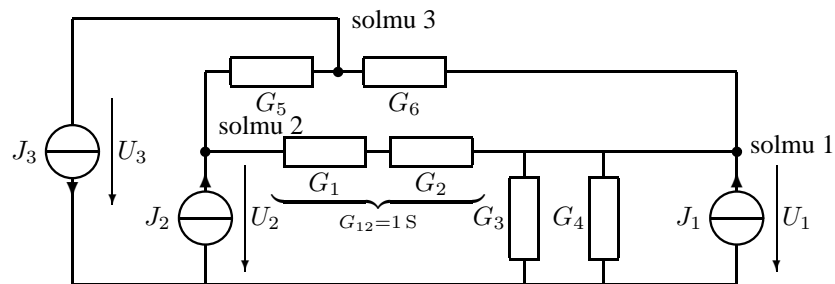 solmu 3
G₅
G₆
solmu 2
solmu 1
J₃
U₃
G₁
G₂
J₂
U₂
G₁₂=1 S
G₃
G₄
J₁
U₁